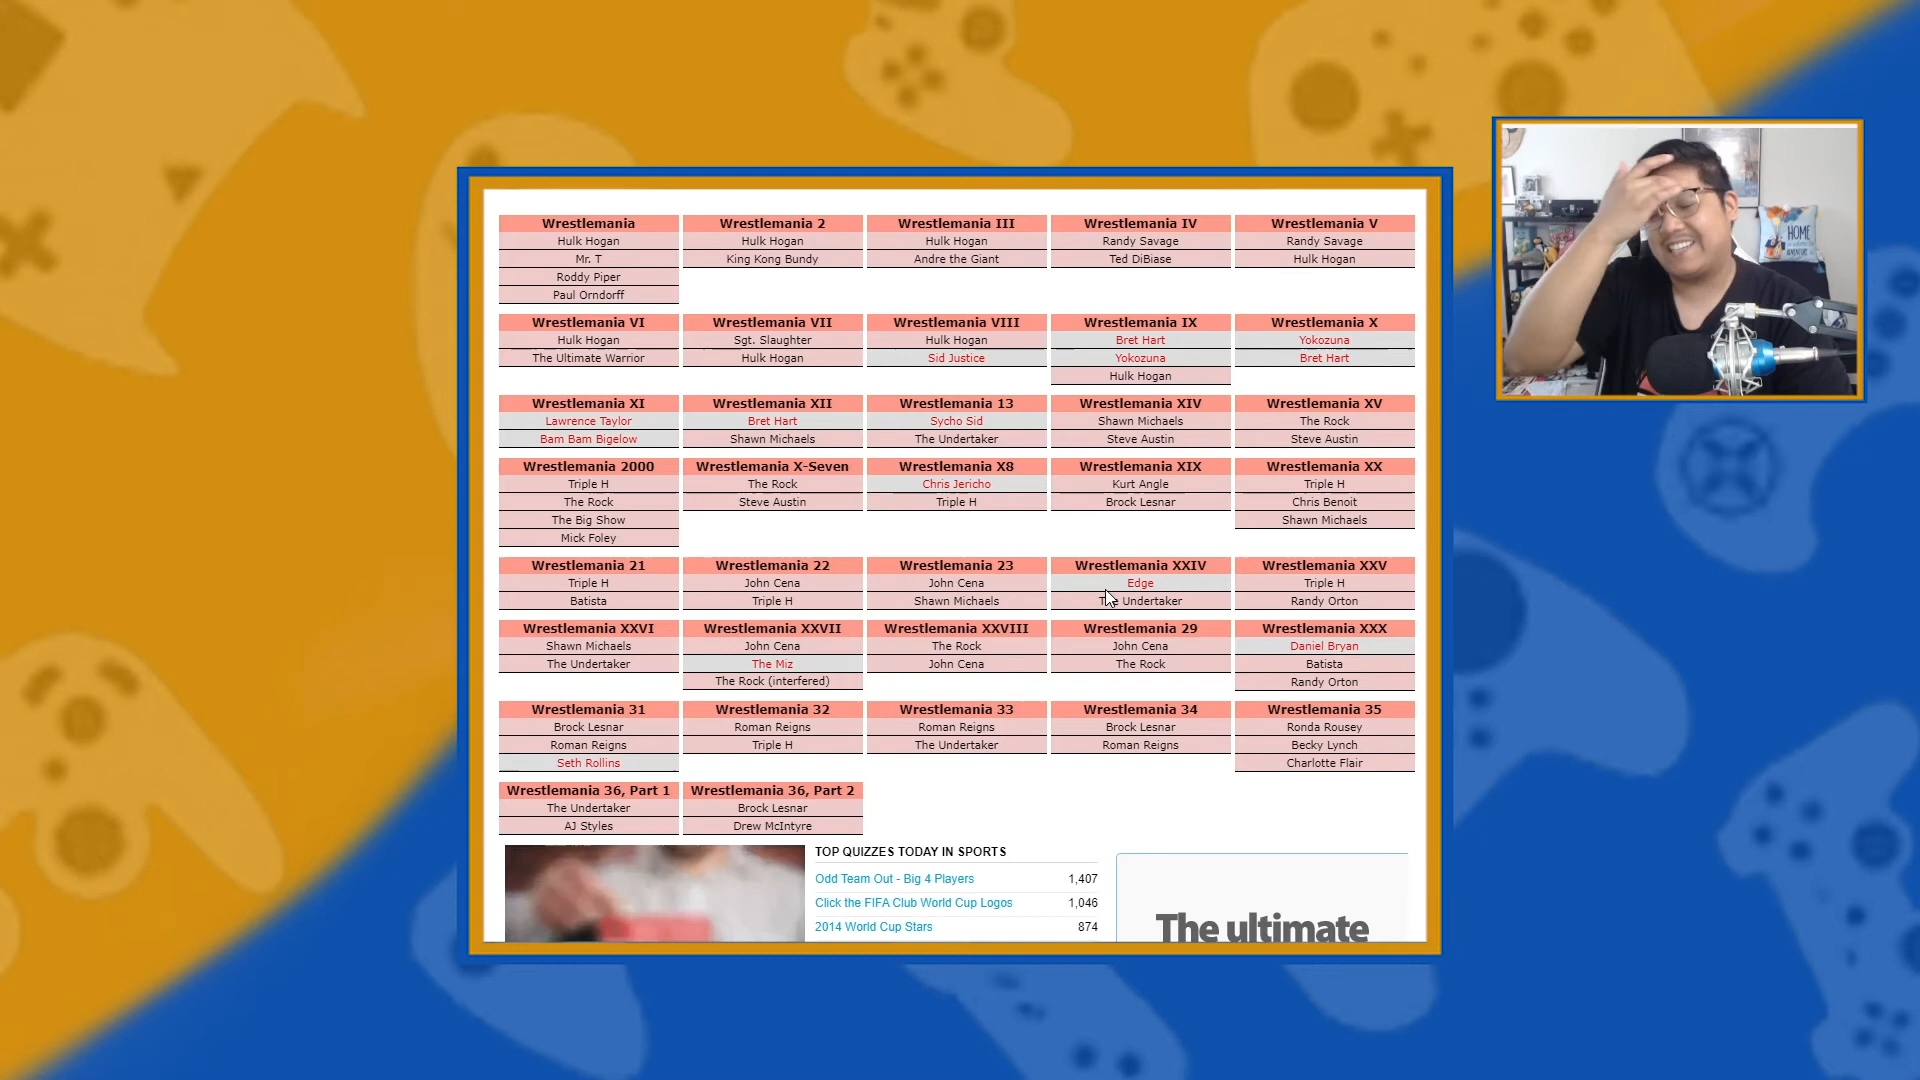 Wrestlemania
Hulk Hogan
Mr. T
Roddy Piper
Paul Orndorff
Wrestlemania 2
Hulk Hogan
King Kong Bundy
Wrestlemania III
Hulk Hogan
Andre the Giant
Wrestlemania IV
Randy Savage
Ted DiBiase
Wrestlemania V
Randy Savage
Hulk Hogan
Wrestlemania VI
Hulk Hogan
The Ultimate Warrior
Wrestlemania VII
Sgt. Slaughter
Hulk Hogan
Wrestlemania VIII
Hulk Hogan
Sid Justice
Wrestlemania IX
Bret Hart
Yokozuna
Hulk Hogan
Wrestlemania X
Yokozuna
Bret Hart
Wrestlemania XI
Lawrence Taylor
Bam Bam Bigelow
Wrestlemania XII
Bret Hart
Shawn Michaels
Wrestlemania 13
Sycho Sid
The Undertaker
Wrestlemania XIV
Shawn Michaels
Steve Austin
Wrestlemania XV
The Rock
Steve Austin
Wrestlemania 2000
Triple H
The Rock
The Big Show
Mick Foley
Wrestlemania X-Seven
The Rock
Steve Austin
Wrestlemania X8
Chris Jericho
Triple H
Wrestlemania XIX
Kurt Angle
Brock Lesnar
Wrestlemania XX
Triple H
Chris Benoit
Shawn Michaels
Wrestlemania 21
Triple H
Batista
Wrestlemania 22
John Cena
Triple H
Wrestlemania 23
John Cena
Shawn Michaels
Wrestlemania XXIV
Edge
The Undertaker
Wrestlemania XXV
Triple H
Randy Orton
Wrestlemania XXVI
Shawn Michaels
The Undertaker
Wrestlemania XXVII
John Cena
The Miz
The Rock (interfered)
Wrestlemania XXVIII
The Rock
John Cena
Wrestlemania 29
John Cena
The Rock
Wrestlemania XXX
Daniel Bryan
Batista
Randy Orton
Wrestlemania 31
Brock Lesnar
Roman Reigns
Seth Rollins
Wrestlemania 32
Roman Reigns
Triple H
Wrestlemania 33
Roman Reigns
The Undertaker
Wrestlemania 34
Brock Lesnar
Roman Reigns
Wrestlemania 35
Ronda Rousey
Becky Lynch
Charlotte Flair
Wrestlemania 36, Part 1
The Undertaker
AJ Styles
Wrestlemania 36, Part 2
Brock Lesnar
Drew McIntyre
TOP QUIZZES TODAY IN SPORTS
Odd Team Out - Big 4 Players 1,407
Click the FIFA Club World Cup Logos 1,046
2014 World Cup Stars 874
The ultimate
HOME